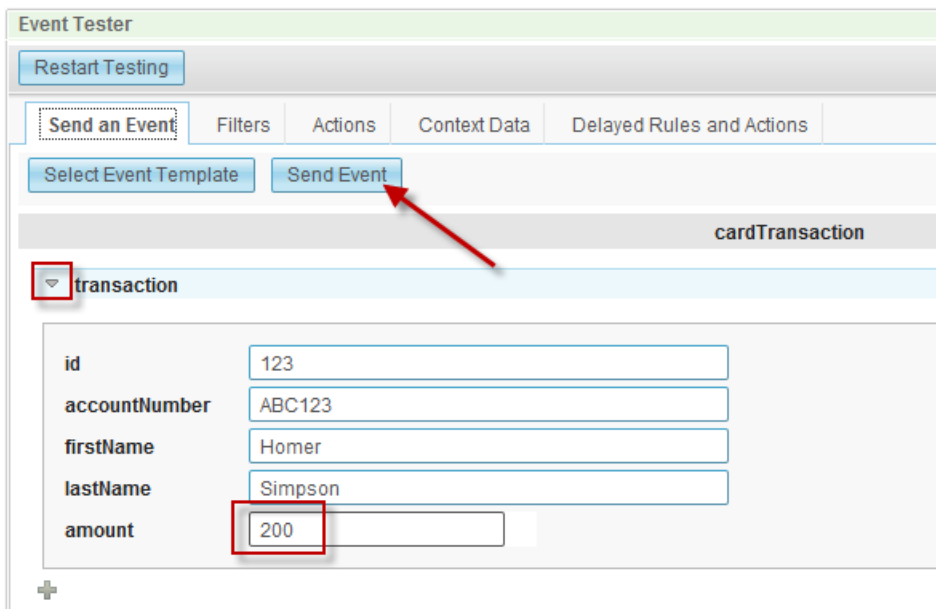 Event Tester
Restart Testing
Send an Event Filters Actions Context Data Delayed Rules and Actions
Select Event Template Send Event
cardTransaction
transaction
id 123
accountNumber ABC123
firstName Homer
lastName Simpson
amount 200